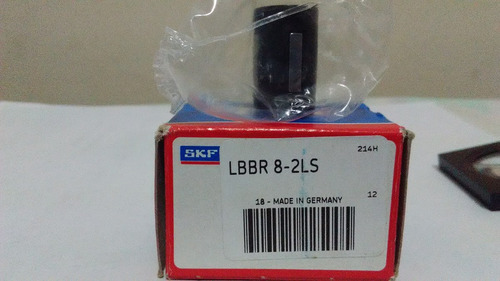 214H
SKF
LBBR 8-2LS
12
18 - MADE IN GERMANY